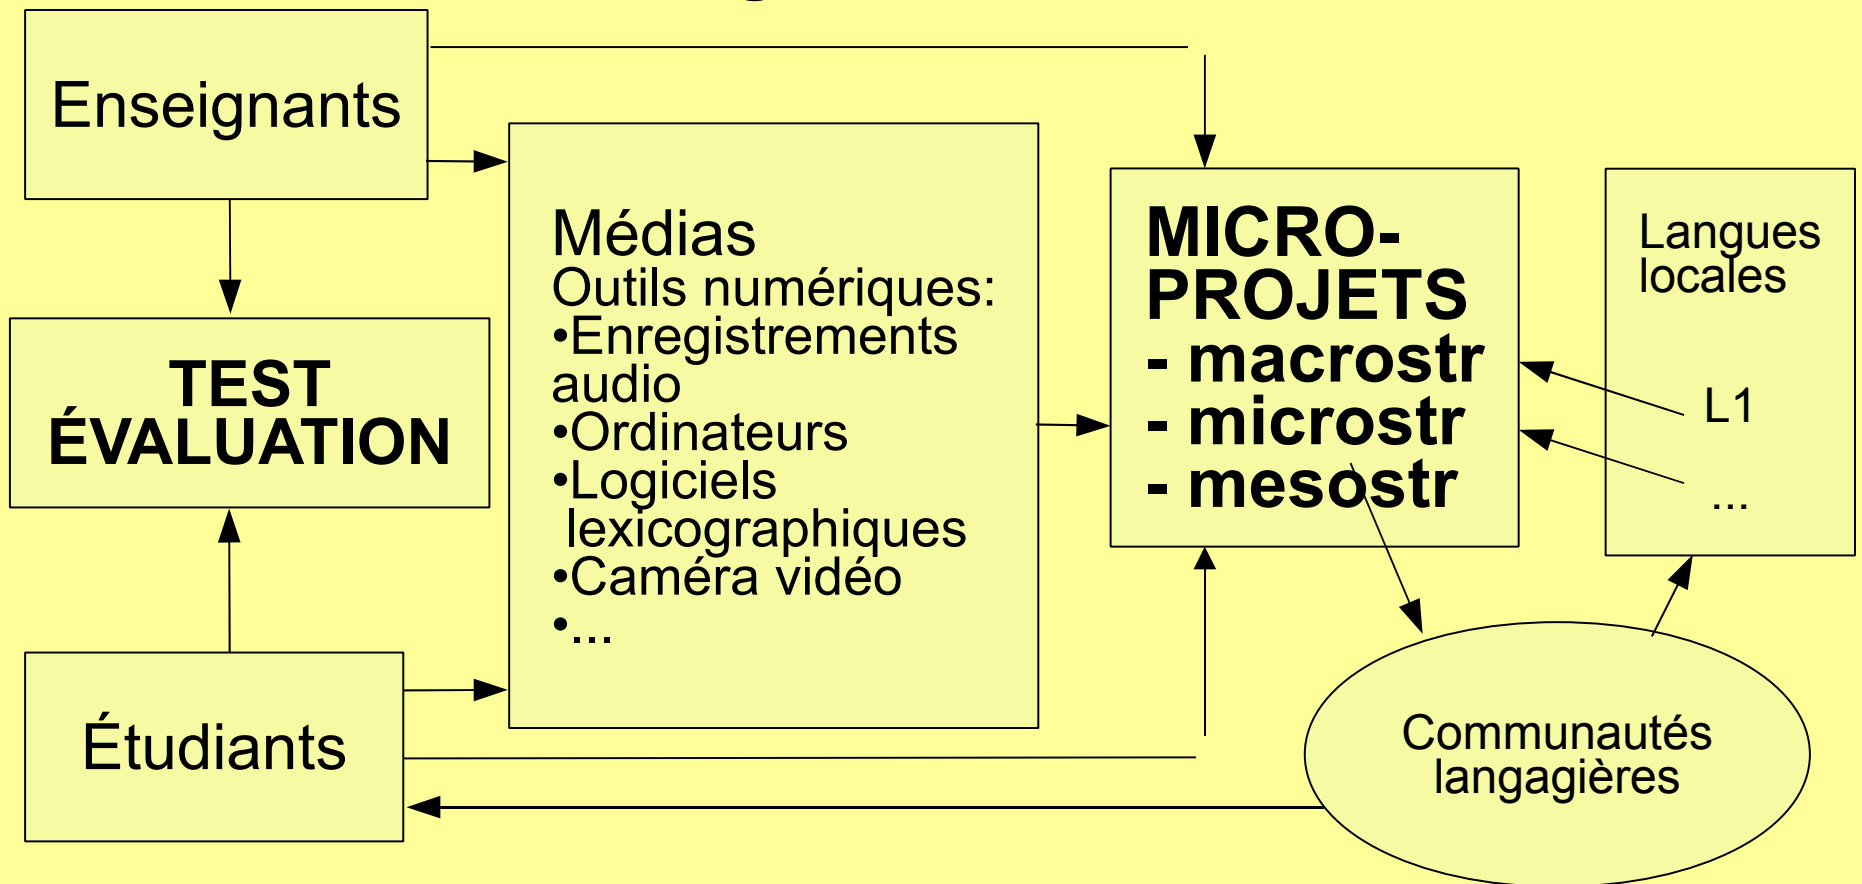 Enseignants
TEST
ÉVALUATION
Étudiants
Médias
Outils numériques:
•Enregistrements
audio
•Ordinateurs
•Logiciels
lexicographiques
•Caméra vidéo
•...
MICRO-
PROJETS
- macrostr
- microstr
- mesostr
Langues
locales
L1
...
Communautés
langagières